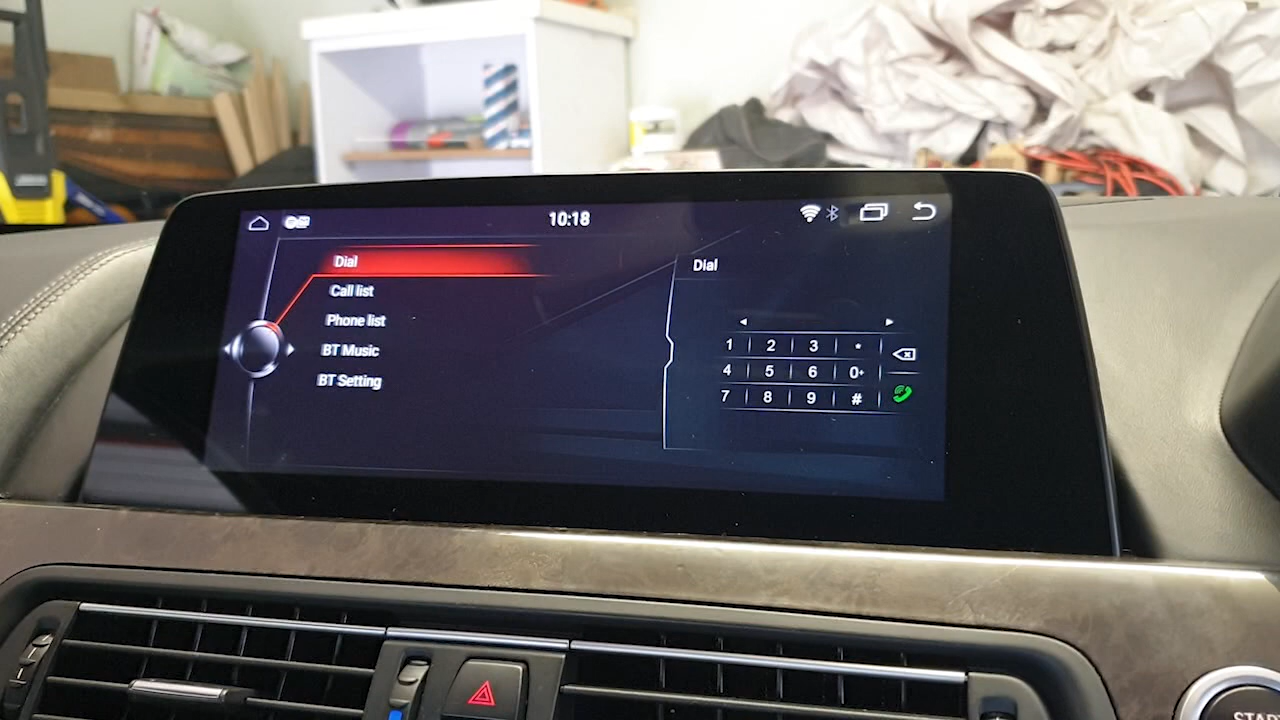 10:18
Dial
Call list
Phone list
BT Music
BT Setting
Dial
1 2 3 *
4 5 6 0+
7 8 9 #
START